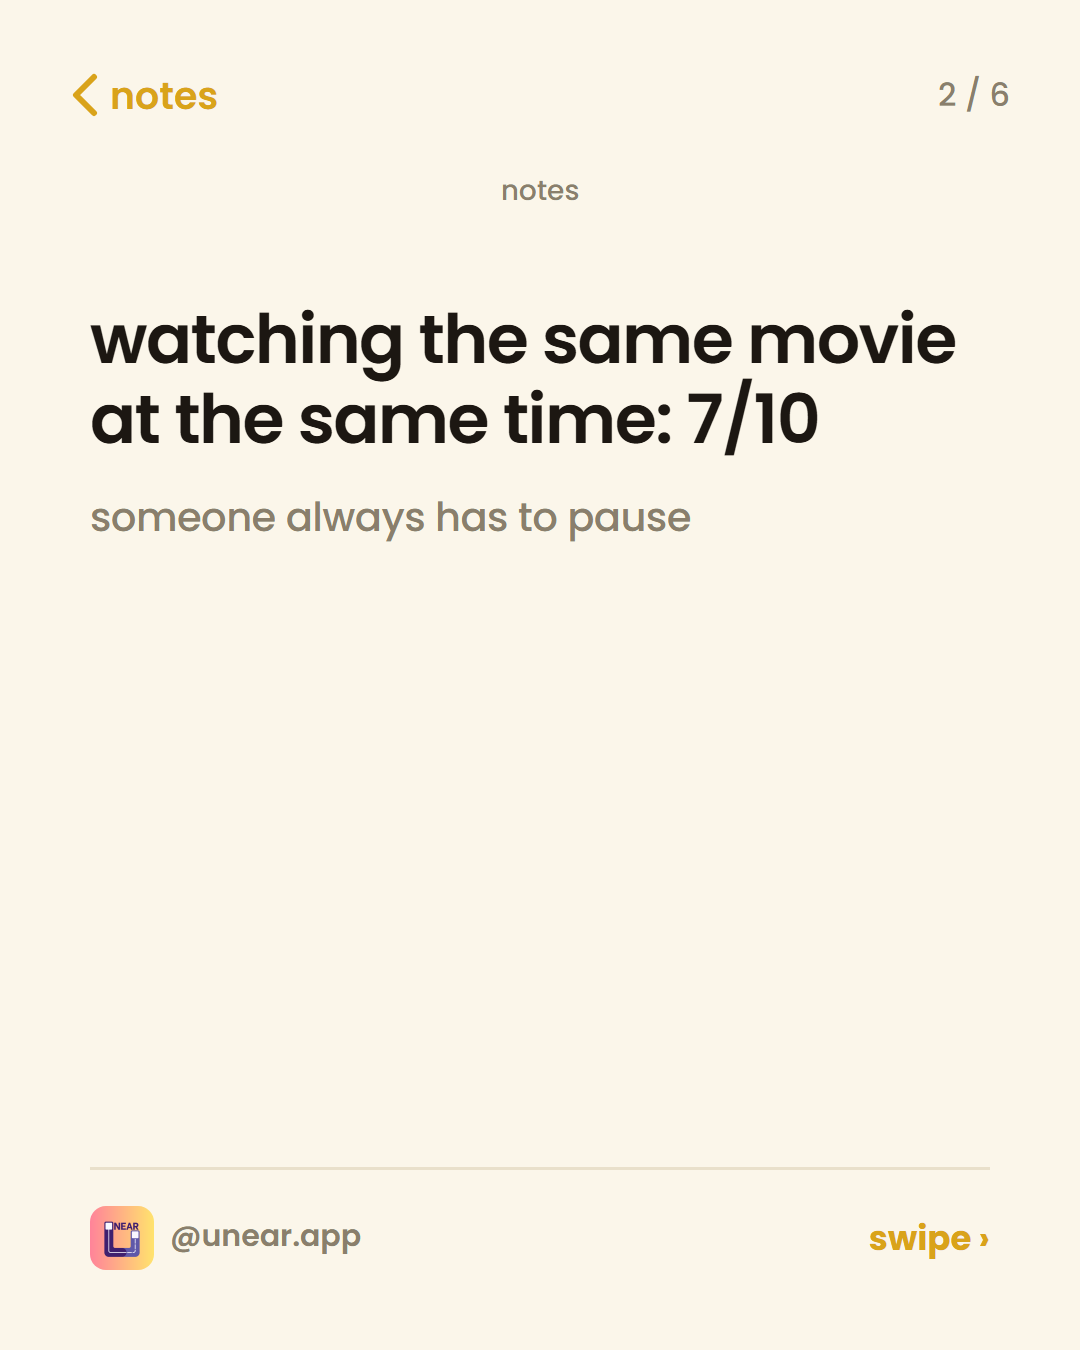 notes
2 / 6
notes
watching the same movie
at the same time: 7/10
someone always has to pause
NEAR
@unear.app
swipe ›